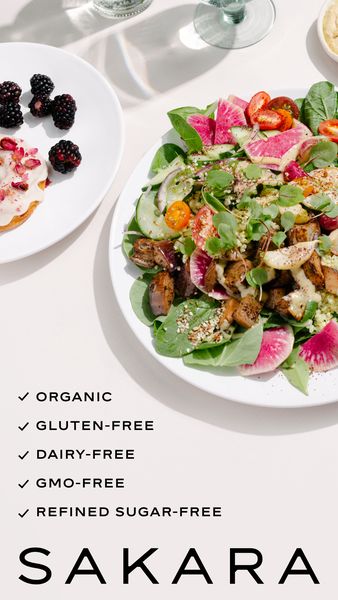 ✓ ORGANIC
✓ GLUTEN-FREE
✓ DAIRY-FREE
✓ GMO-FREE
✓ REFINED SUGAR-FREE
SAKARA